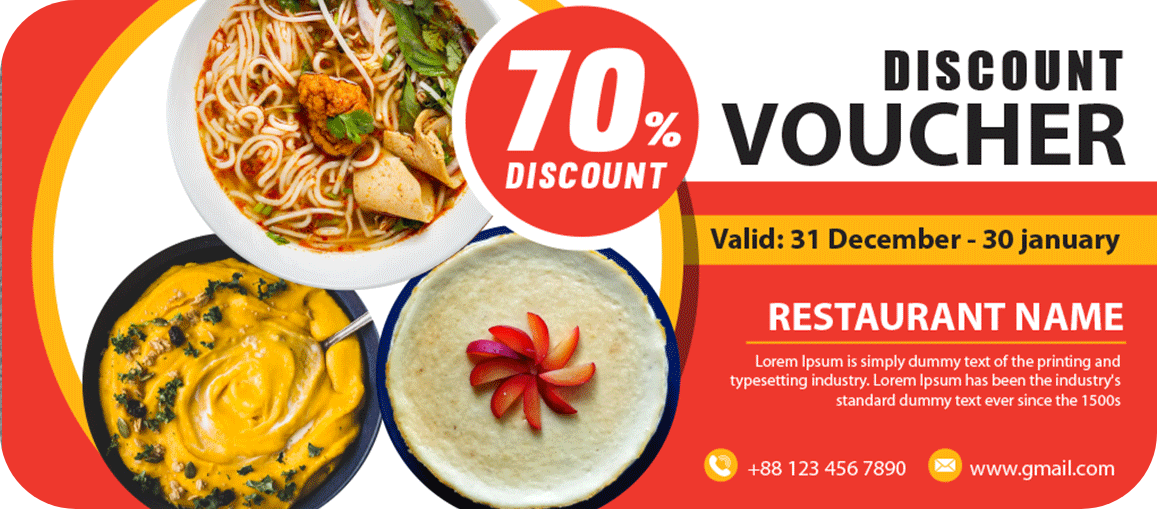 70%
DISCOUNT
DISCOUNT
VOUCHER
Valid: 31 December - 30 january
RESTAURANT NAME
Lorem Ipsum is simply dummy text of the printing and
typesetting industry. Lorem Ipsum has been the industry's
standard dummy text ever since the 1500s
+88 123 456 7890
www.gmail.com